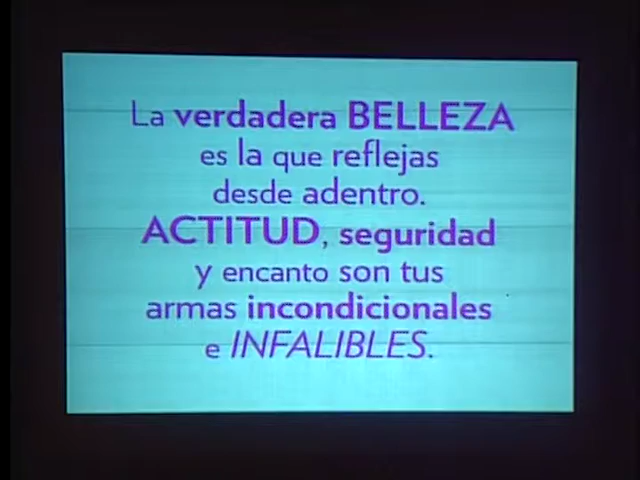 La verdadera BELLEZA
es la que reflejas
desde adentro.
ACTITUD, seguridad
y encanto son tus
armas incondicionales
e INFALIBLES.